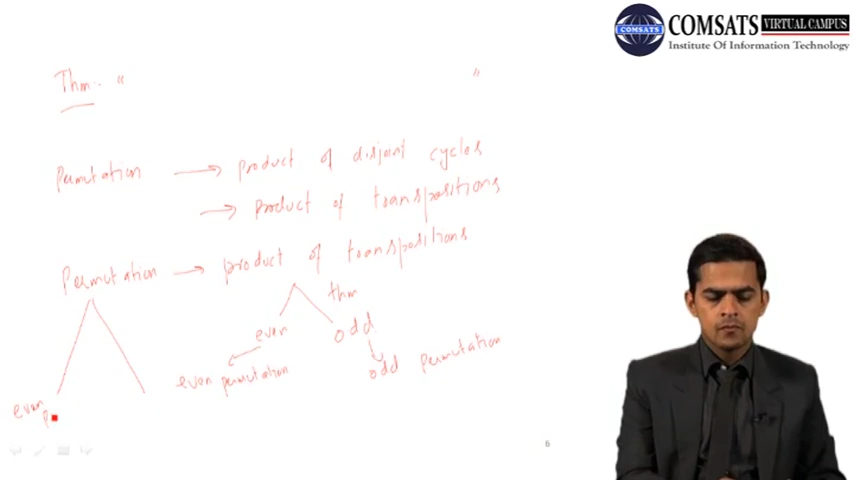 COMSATS VIRTUAL CAMPUS
COMSATS
Institute Of Information Technology
Thm:- " "
Permutation → product of disjoint cycles
→ product of transpositions
Permutation → product of transpositions
thm
even odd
even permutation odd permutation
even
p
6